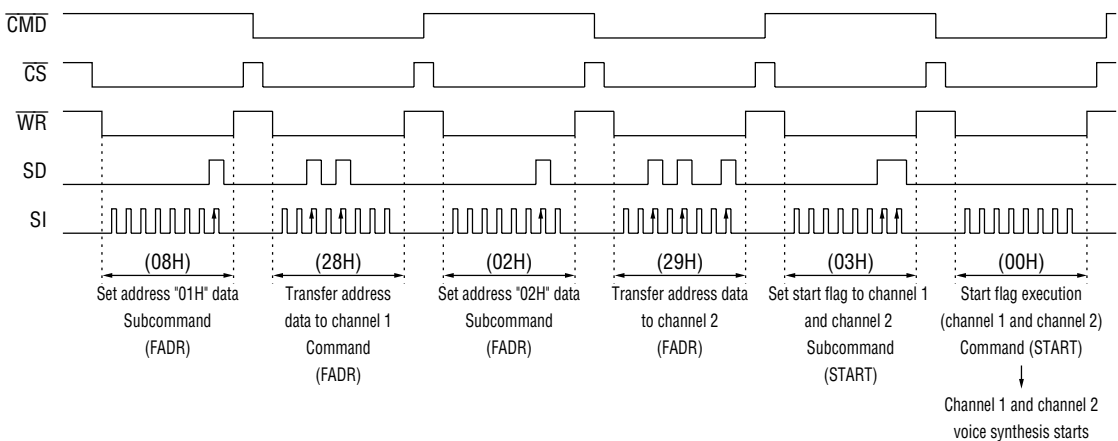 CMD
CS
WR
SD
SI
(08H)
Set address "01H" data
Subcommand
(FADR)
(28H)
Transfer address
data to channel 1
Command
(FADR)
(02H)
Set address "02H" data
Subcommand
(FADR)
(29H)
Transfer address data
to channel 2
(FADR)
(03H)
Set start flag to channel 1
and channel 2
Subcommand
(START)
(00H)
Start flag execution
(channel 1 and channel 2)
Command (START)
Channel 1 and channel 2
voice synthesis starts